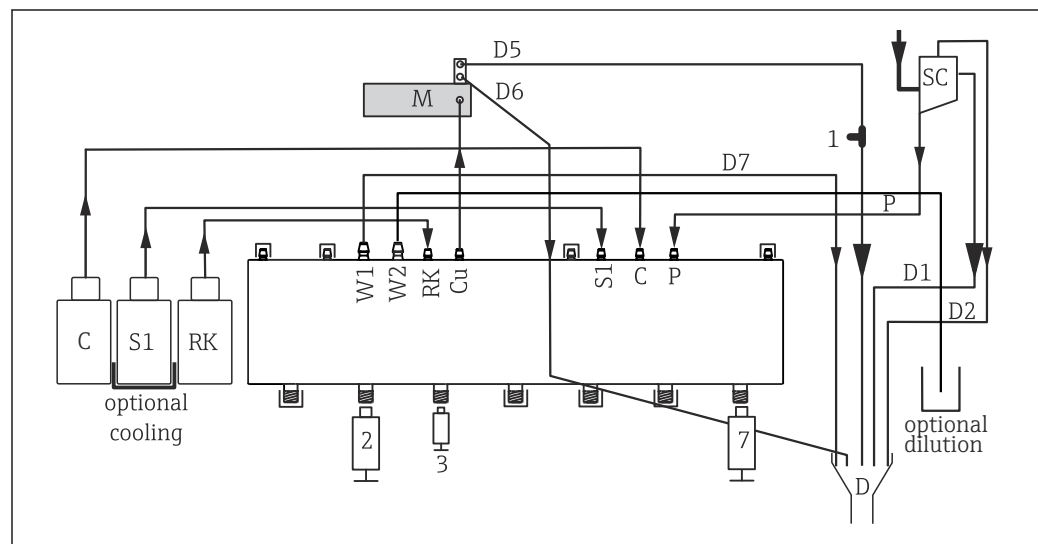 D5
SC
D6
M
1
D7
P
W1
W2
RK
Cu
S1
C
P
D1
D2
C
S1
RK
optional
cooling
optional
dilution
2
3
7
D